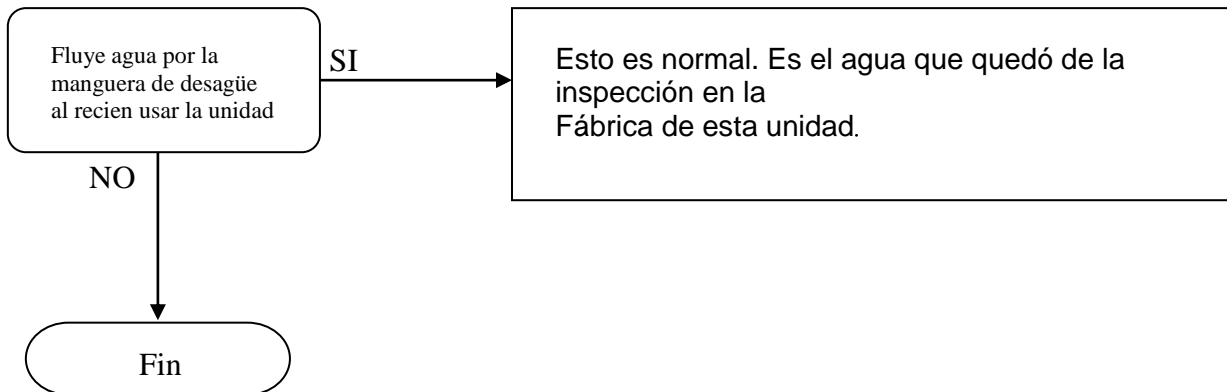 Fluye agua por la
manguera de desagüe
al recien usar la unidad
SI
Esto es normal. Es el agua que quedó de la
inspección en la
Fábrica de esta unidad.
NO
Fin